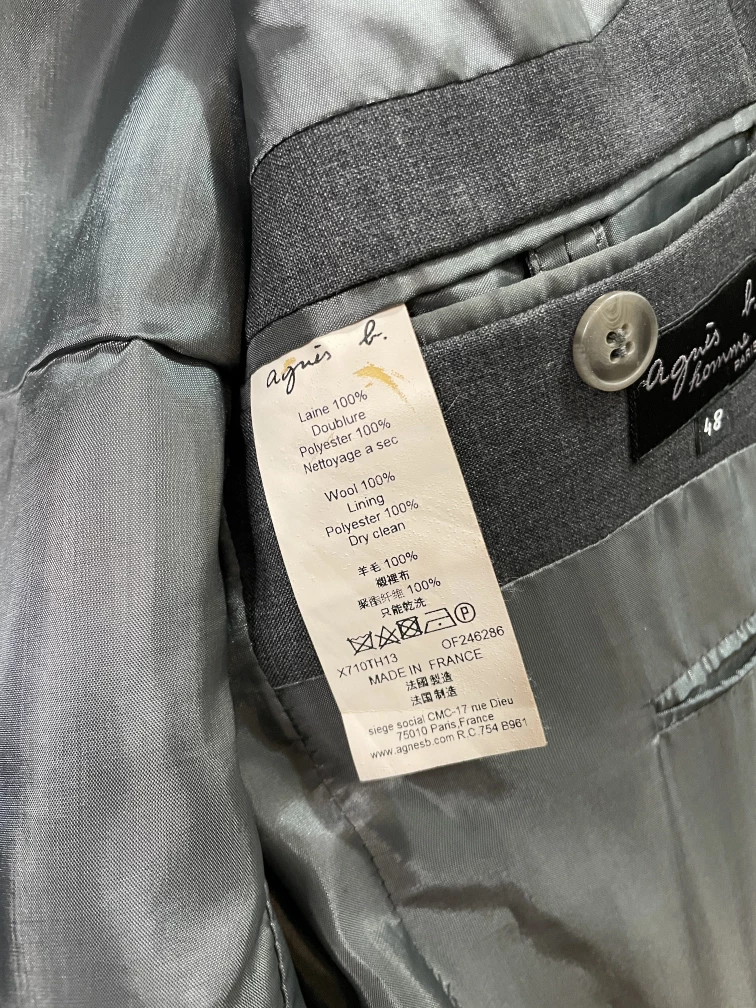 agnès b.
Laine 100%
Doublure
Polyester 100%
Nettoyage a sec
Wool 100%
Lining
Polyester 100%
Dry clean
羊毛 100%
襯裡布
聚酯纤维 100%
只能乾洗
P
X710TH13 OF246286
MADE IN FRANCE
法國製造
法国制造
siege social CMC-17 rue Dieu
75010 Paris,France
www.agnesb.com R.C.754 B961
agnès b.
homme
48